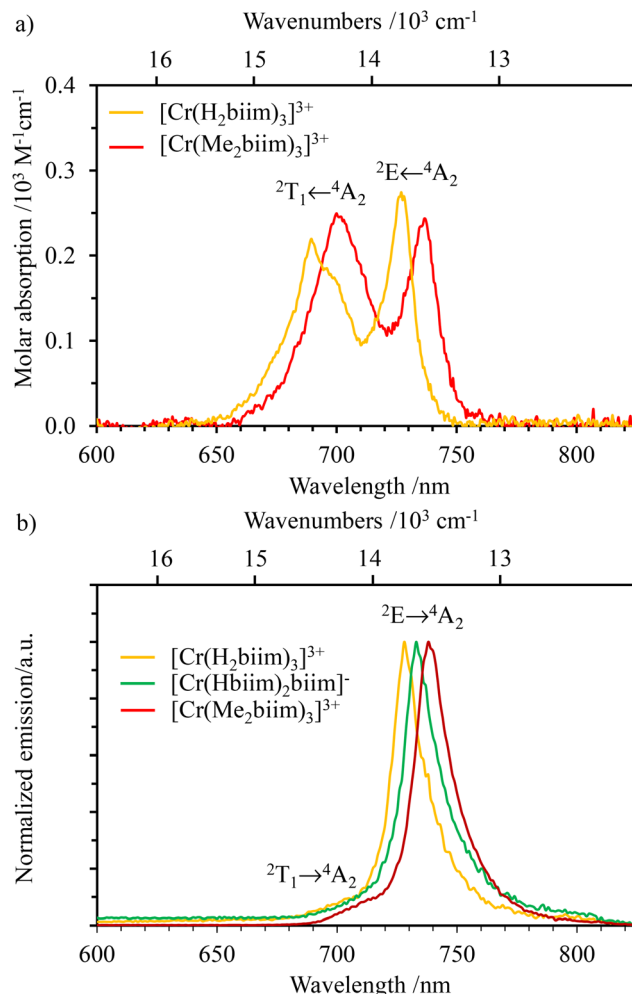 a)
Wavenumbers /10³ cm⁻¹
16 15 14 13
0.4
[Cr(H₂biim)₃]³⁺
[Cr(Me₂biim)₃]³⁺
0.3
²E←⁴A₂
²T₁←⁴A₂
0.2
0.1
0.0
Molar absorption /10³ M⁻¹cm⁻¹
600 650 700 750 800
Wavelength /nm
b)
Wavenumbers /10³ cm⁻¹
16 15 14 13
²E→⁴A₂
[Cr(H₂biim)₃]³⁺
[Cr(Hbiim)₂biim]⁻
[Cr(Me₂biim)₃]³⁺
²T₁→⁴A₂
Normalized emission/a.u.
600 650 700 750 800
Wavelength /nm